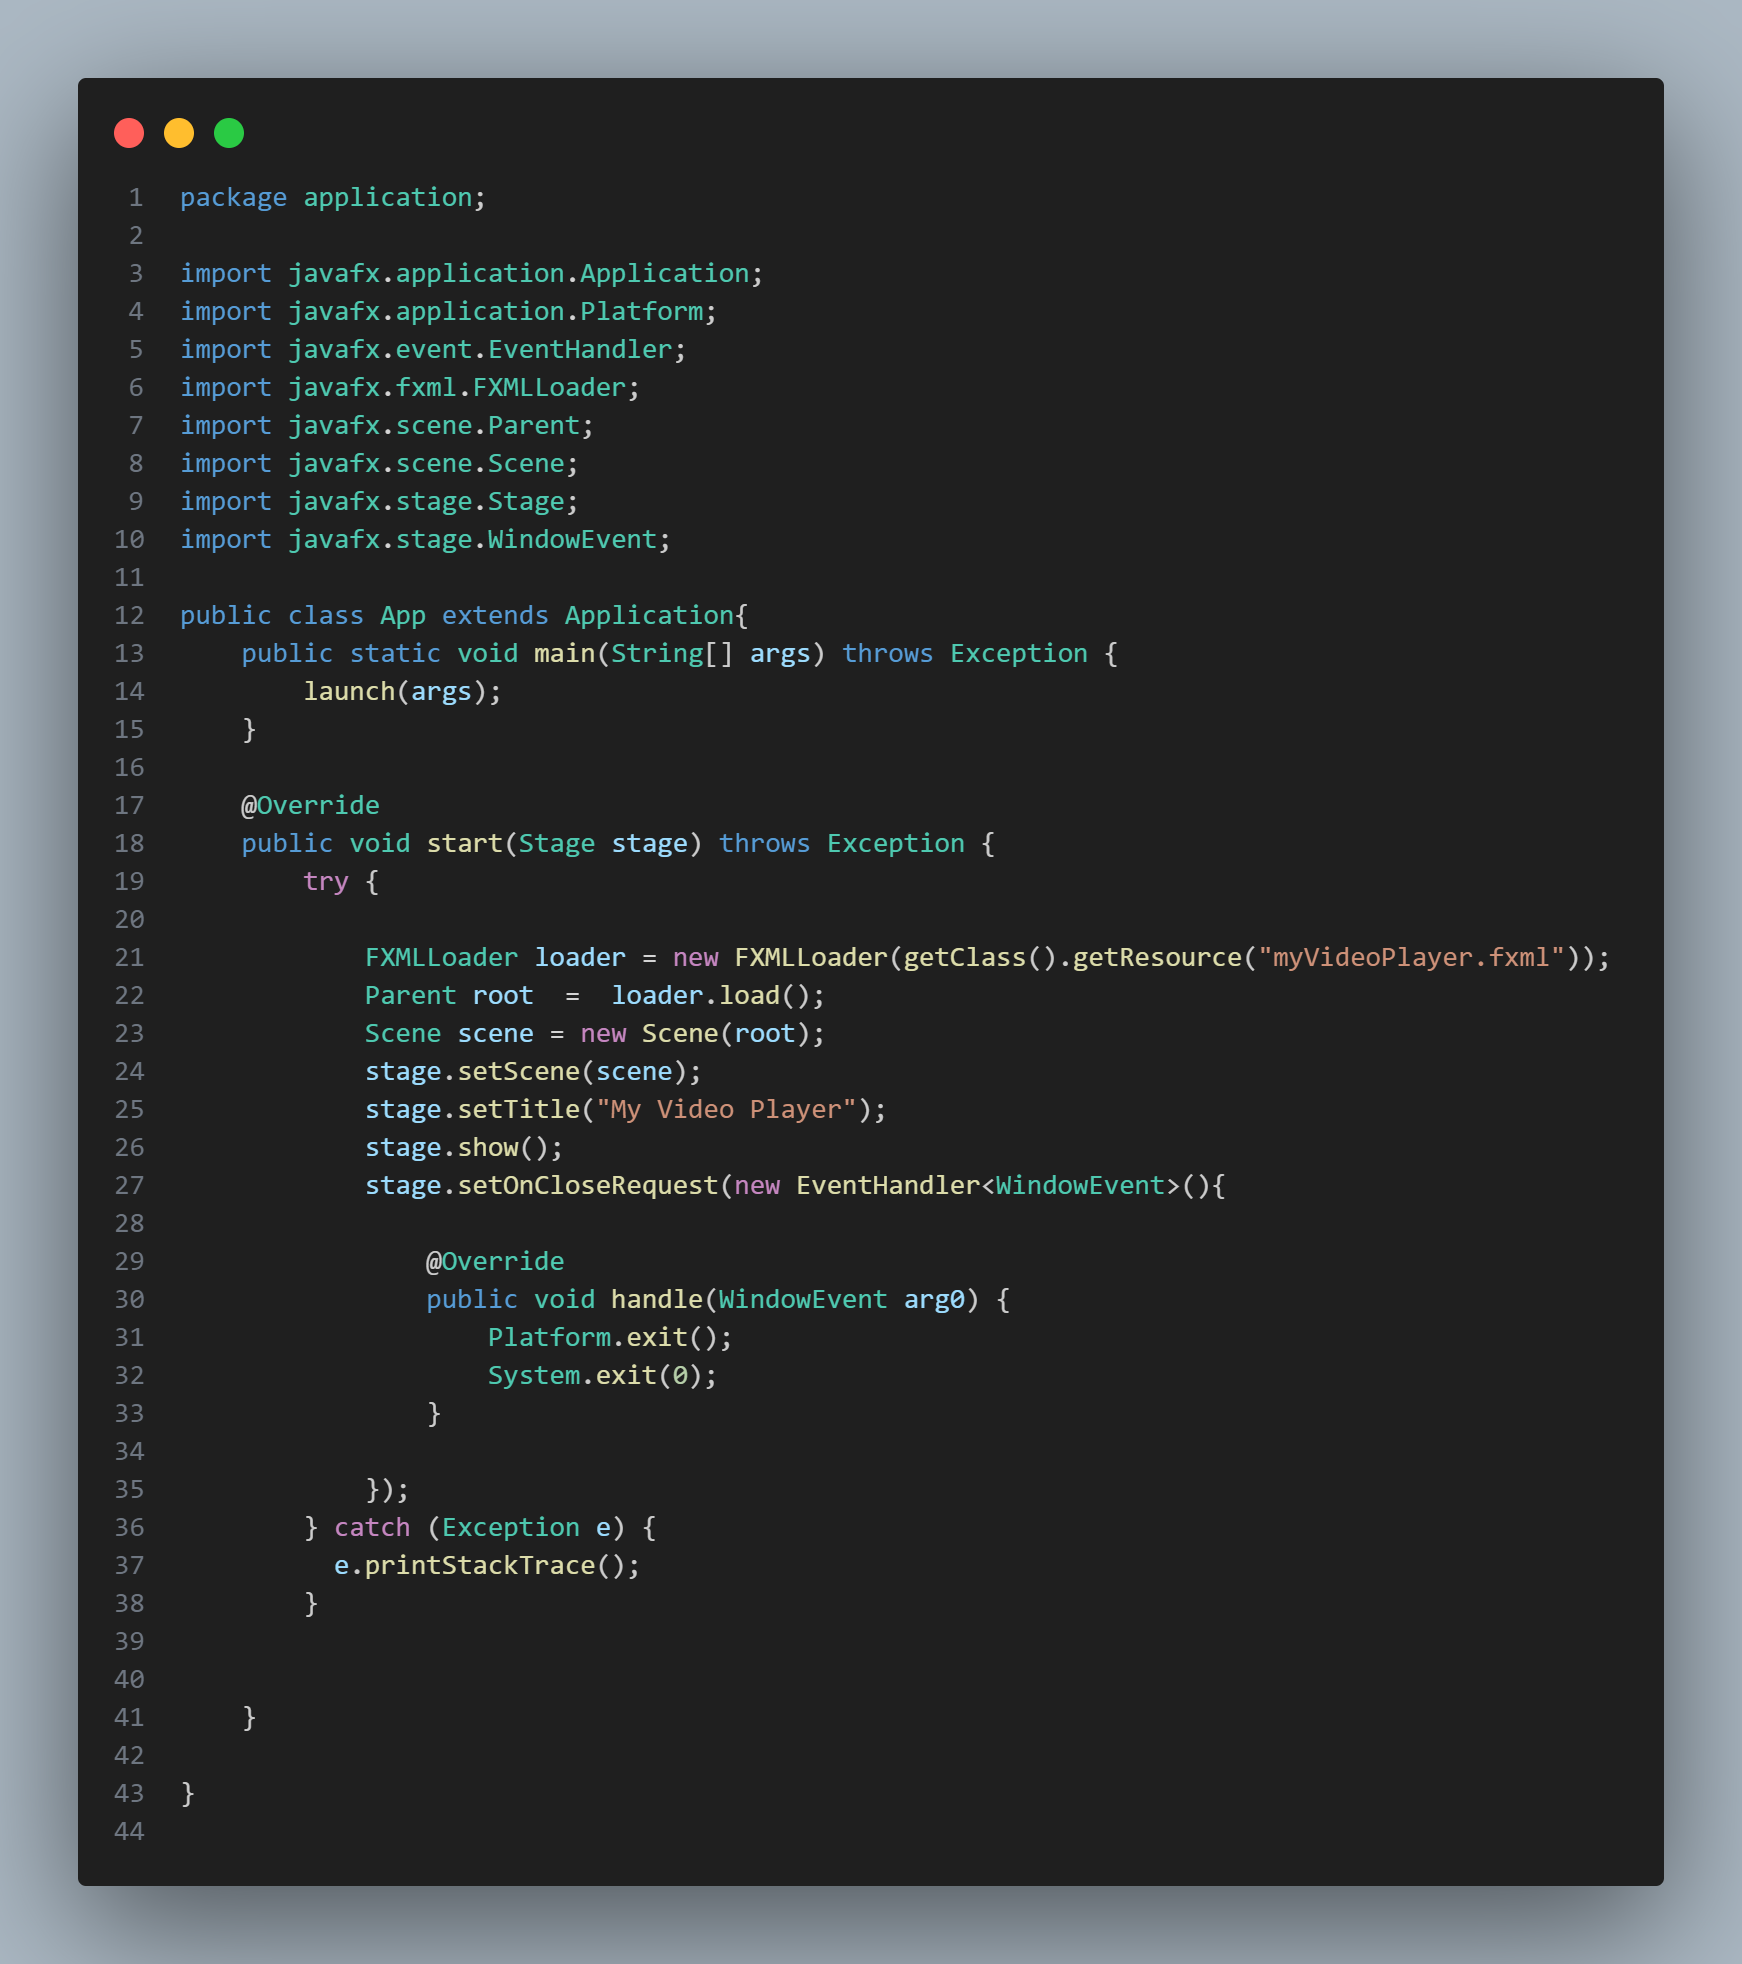 1 package application;
2
3 import javafx.application.Application;
4 import javafx.application.Platform;
5 import javafx.event.EventHandler;
6 import javafx.fxml.FXMLLoader;
7 import javafx.scene.Parent;
8 import javafx.scene.Scene;
9 import javafx.stage.Stage;
10 import javafx.stage.WindowEvent;
11
12 public class App extends Application{
13     public static void main(String[] args) throws Exception {
14         launch(args);
15     }
16
17     @Override
18     public void start(Stage stage) throws Exception {
19         try {
20
21             FXMLLoader loader = new FXMLLoader(getClass().getResource("myVideoPlayer.fxml"));
22             Parent root  =  loader.load();
23             Scene scene = new Scene(root);
24             stage.setScene(scene);
25             stage.setTitle("My Video Player");
26             stage.show();
27             stage.setOnCloseRequest(new EventHandler<WindowEvent>(){
28
29                 @Override
30                 public void handle(WindowEvent arg0) {
31                     Platform.exit();
32                     System.exit(0);
33                 }
34
35             });
36         } catch (Exception e) {
37           e.printStackTrace();
38         }
39
40
41     }
42
43 }
44